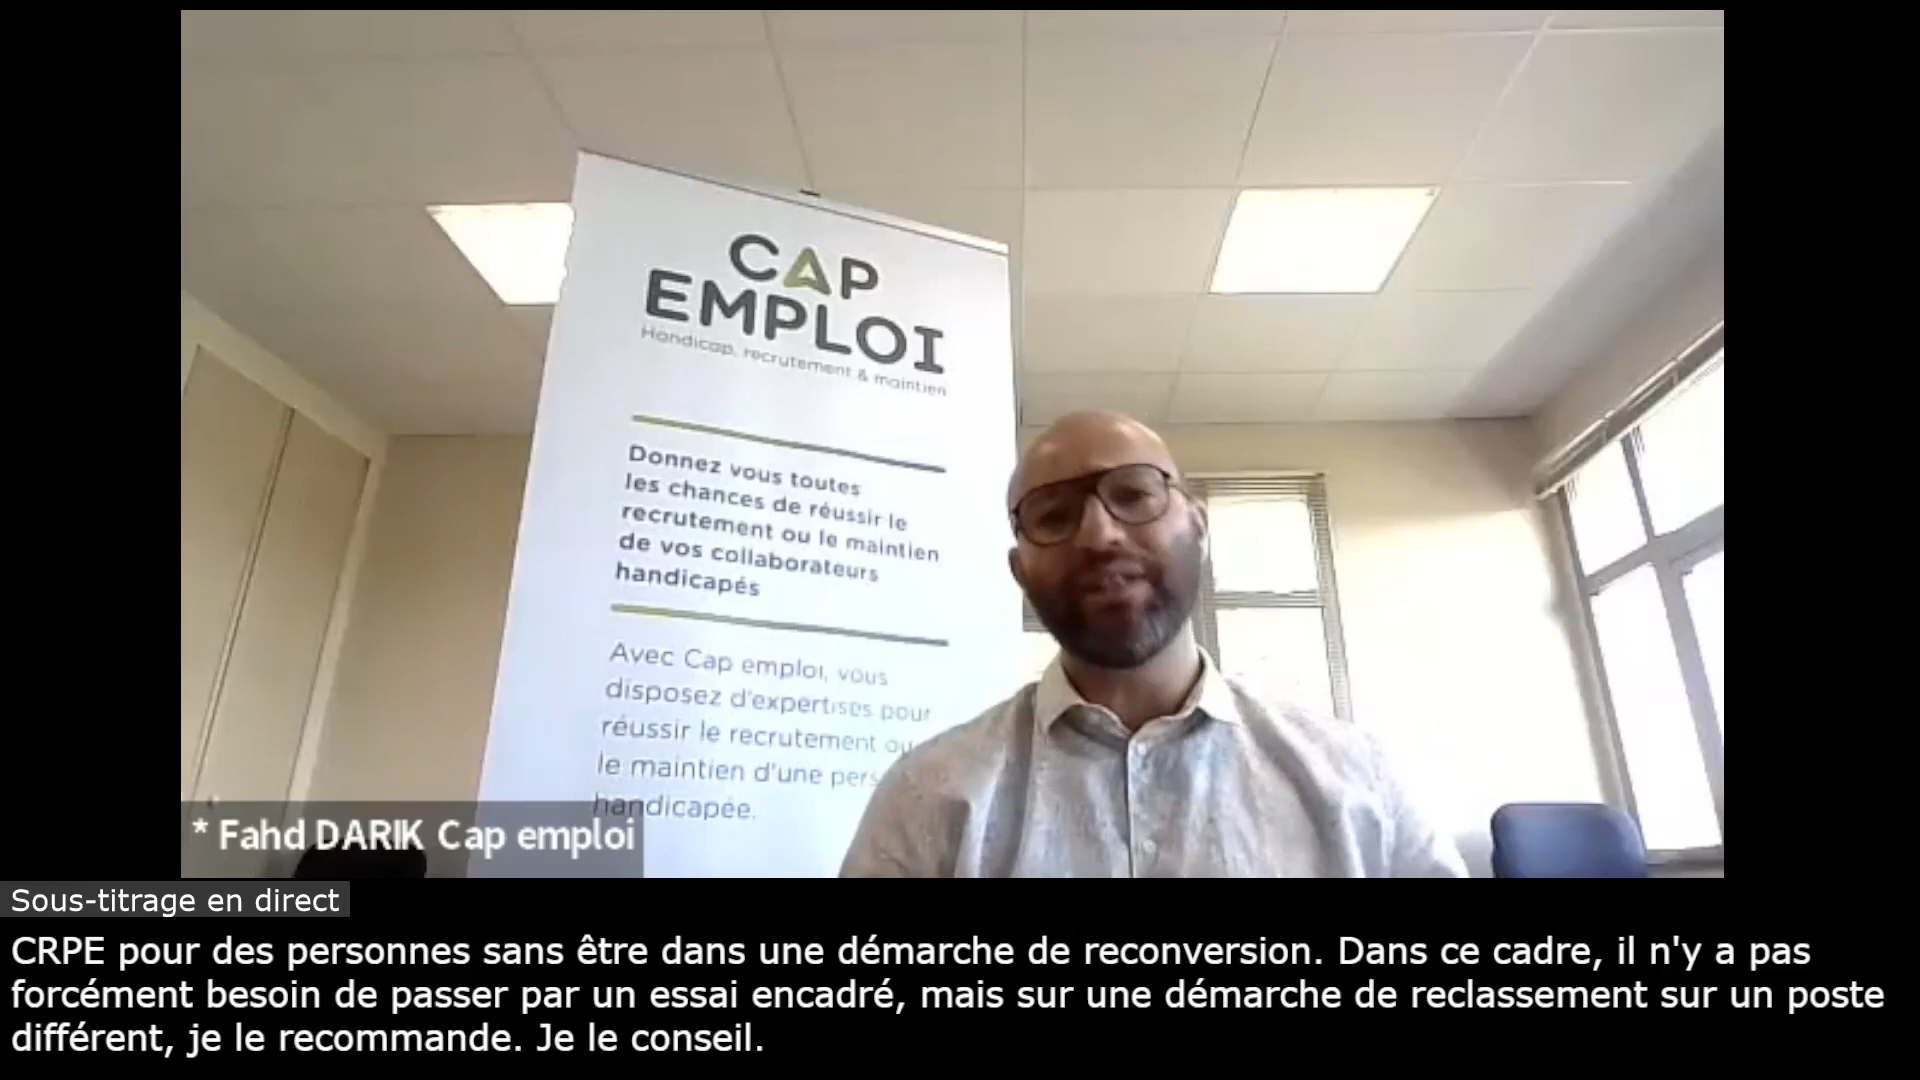 CAP
EMPLOI
Handicap, recrutement & maintien
Donnez vous toutes
les chances de réussir le
recrutement ou le maintien
de vos collaborateurs
handicapés
Avec Cap emploi, vous
disposez d'expertises pour
réussir le recrutement ou
le maintien d'une
handicapée.
* Fahd DARIK Cap emploi
Sous-titrage en direct
CRPE pour des personnes sans être dans une démarche de reconversion. Dans ce cadre, il n'y a pas
forcément besoin de passer par un essai encadré, mais sur une démarche de reclassement sur un poste
différent, je le recommande. Je le conseil.